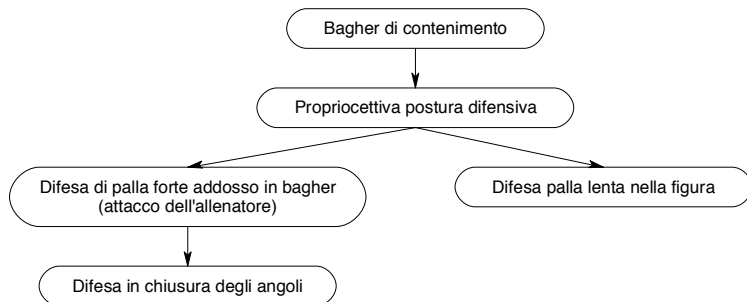 Bagher di contenimento
Propriocettiva postura difensiva
Difesa di palla forte addosso in bagher
(attacco dell'allenatore)
Difesa palla lenta nella figura
Difesa in chiusura degli angoli